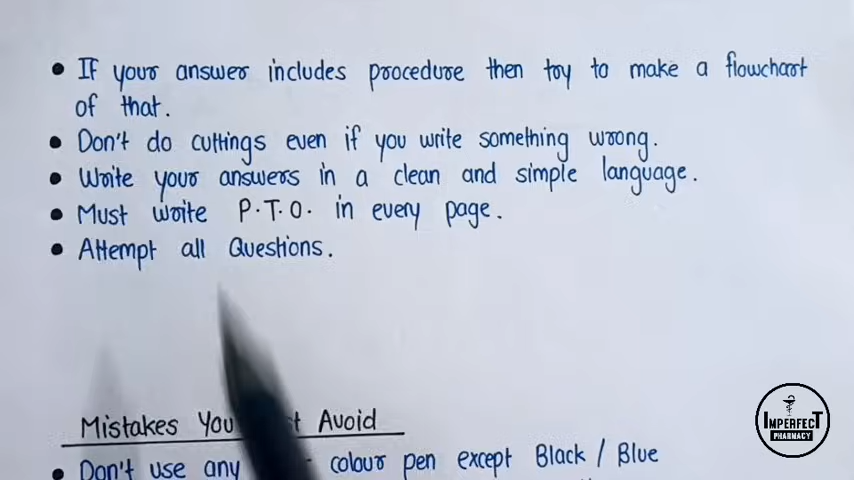 • If your answer includes procedure then try to make a flowchart
of that.
• Don't do cuttings even if you write something wrong.
• Write your answers in a clean and simple language.
• Must write P.T.O. in every page.
• Attempt all Questions.
Mistakes You
Avoid
• Don't use any
colour pen except Black / Blue
IMPERFECT
PHARMACY